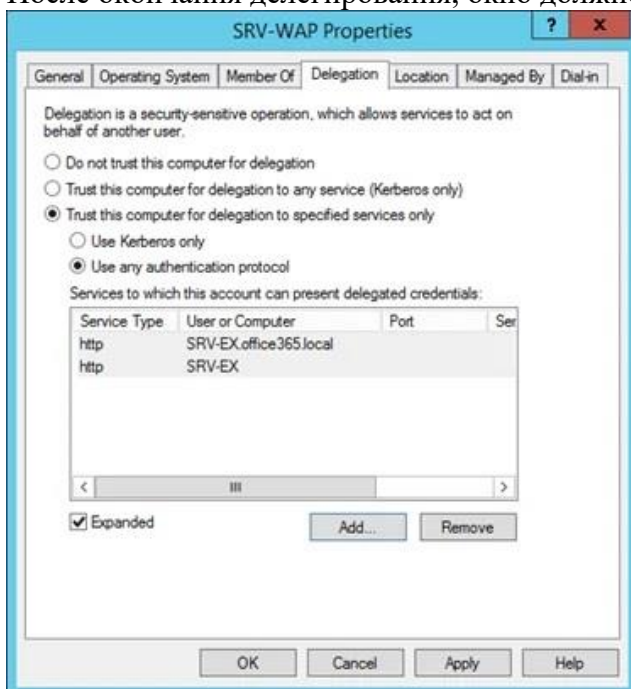 После окончания делегирования, окно должно
SRV-WAP Properties
? x
General Operating System Member Of Delegation Location Managed By Dial-in
Delegation is a security-sensitive operation, which allows services to act on
behalf of another user.
Do not trust this computer for delegation
Trust this computer for delegation to any service (Kerberos only)
Trust this computer for delegation to specified services only
Use Kerberos only
Use any authentication protocol
Services to which this account can present delegated credentials:
Service Type User or Computer Port Ser
http SRV-EX.office365.local
http SRV-EX
Expanded
Add... Remove
OK Cancel Apply Help